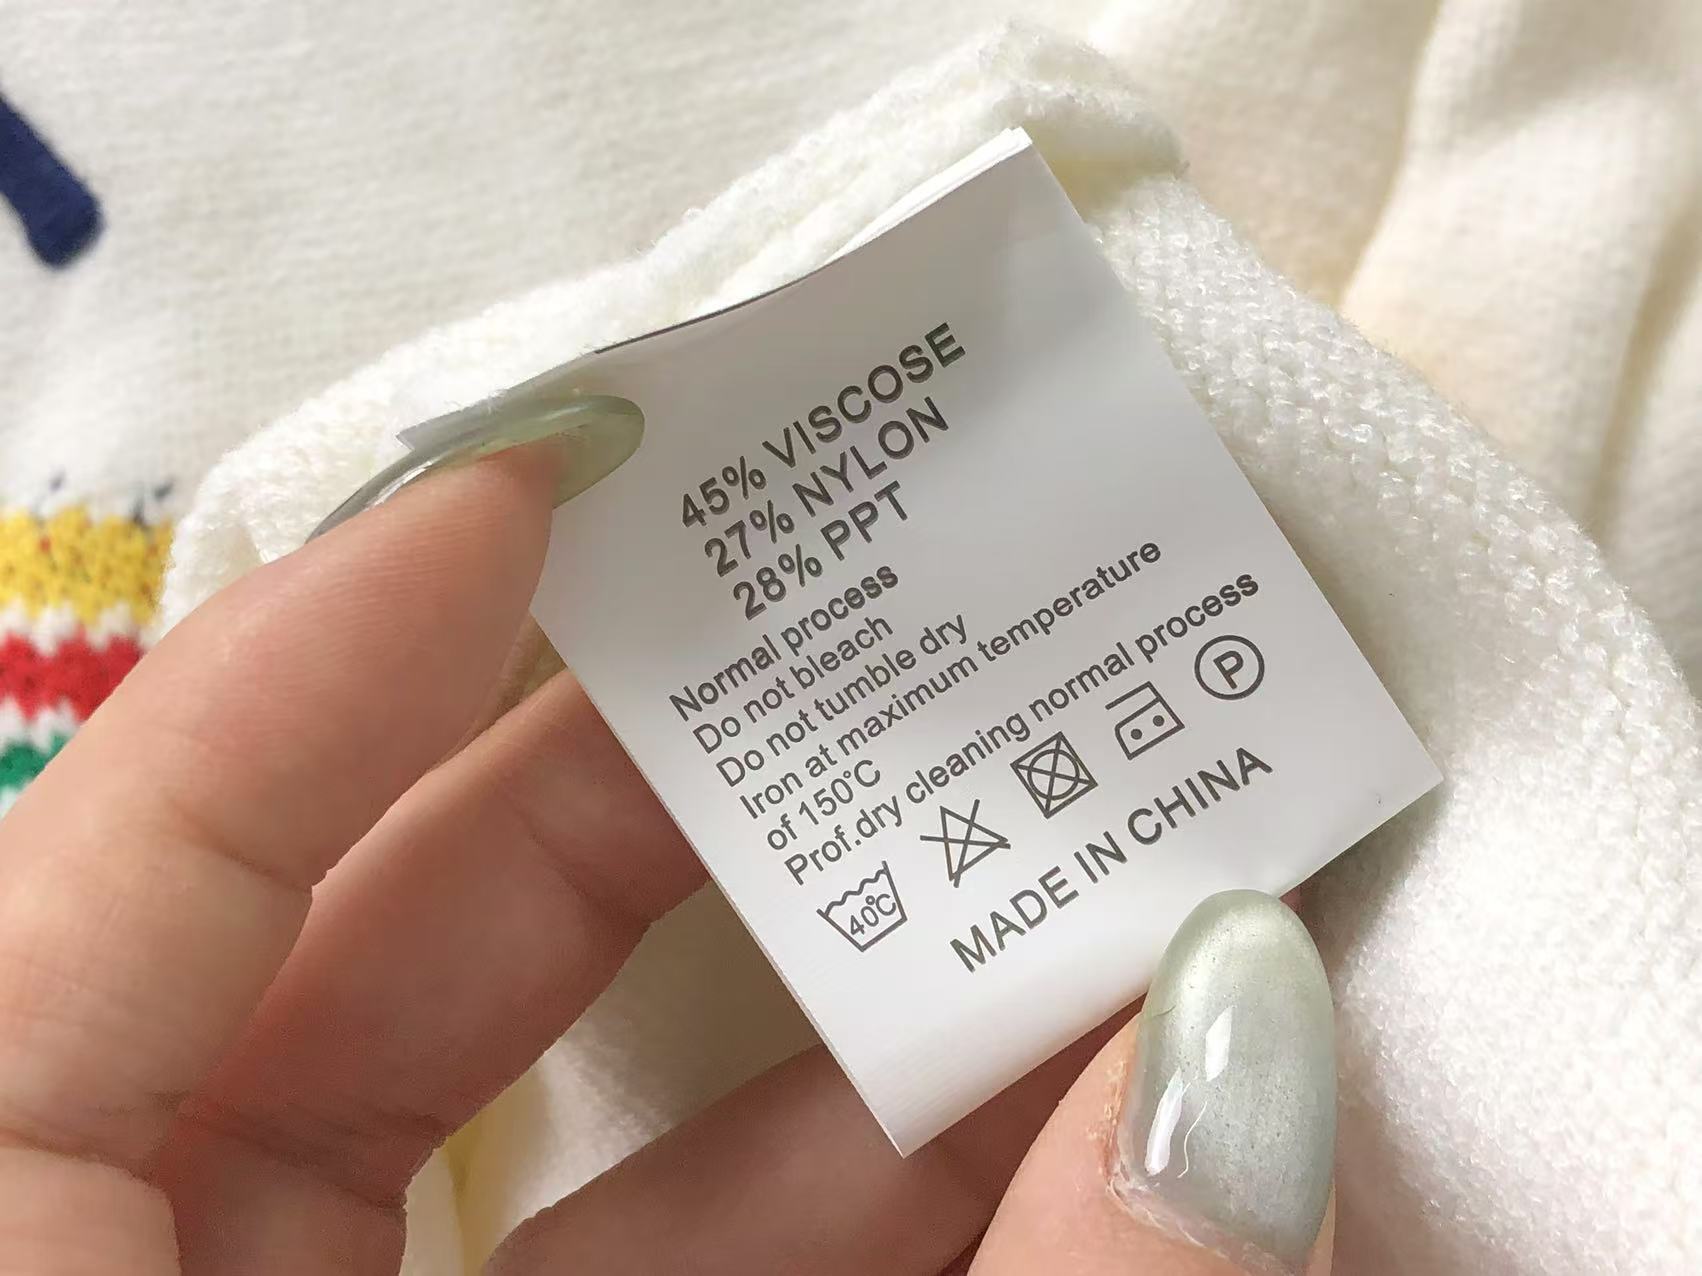 45% VISCOSE
27% NYLON
28% PPT
Normal process
Do not bleach
Do not tumble dry
Iron at maximum temperature
of 150℃
Prof.dry cleaning normal process
40℃
P
MADE IN CHINA